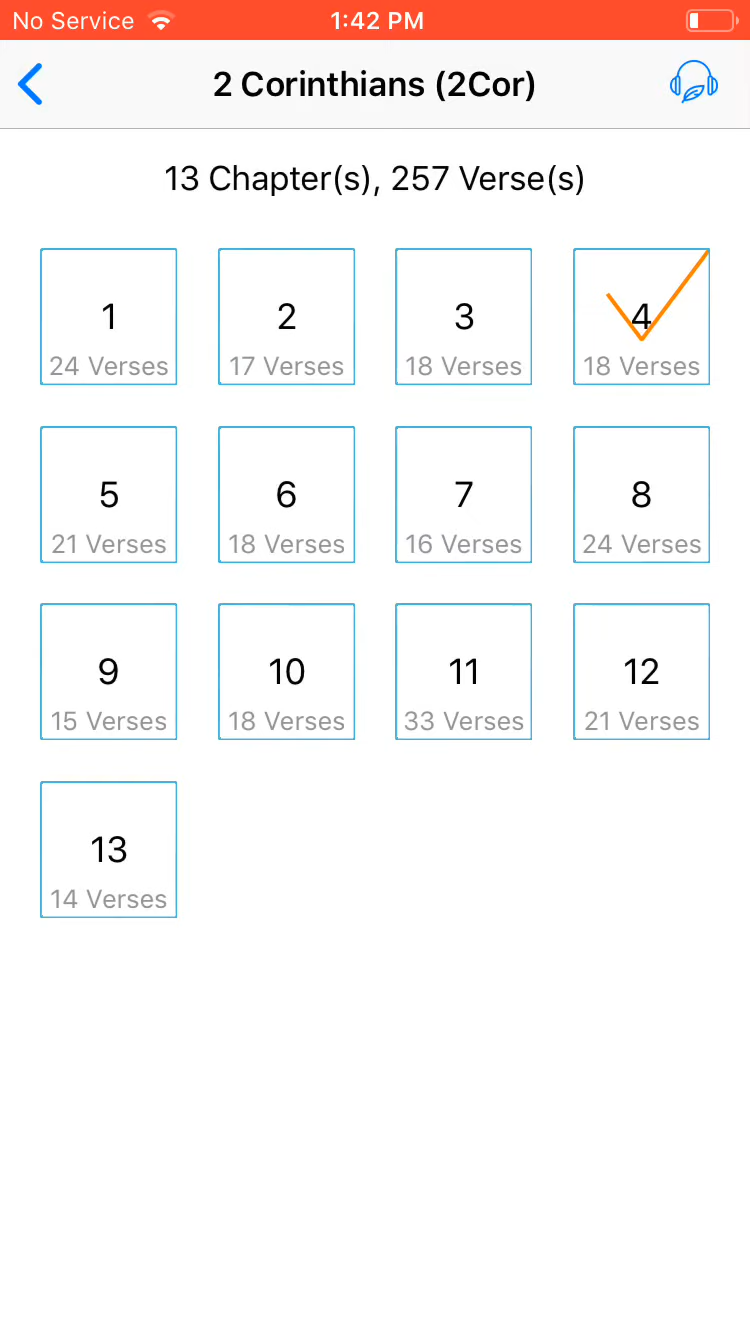 No Service 1:42 PM
2 Corinthians (2Cor)
13 Chapter(s), 257 Verse(s)
1 2 3 4
24 Verses 17 Verses 18 Verses 18 Verses
5 6 7 8
21 Verses 18 Verses 16 Verses 24 Verses
9 10 11 12
15 Verses 18 Verses 33 Verses 21 Verses
13
14 Verses